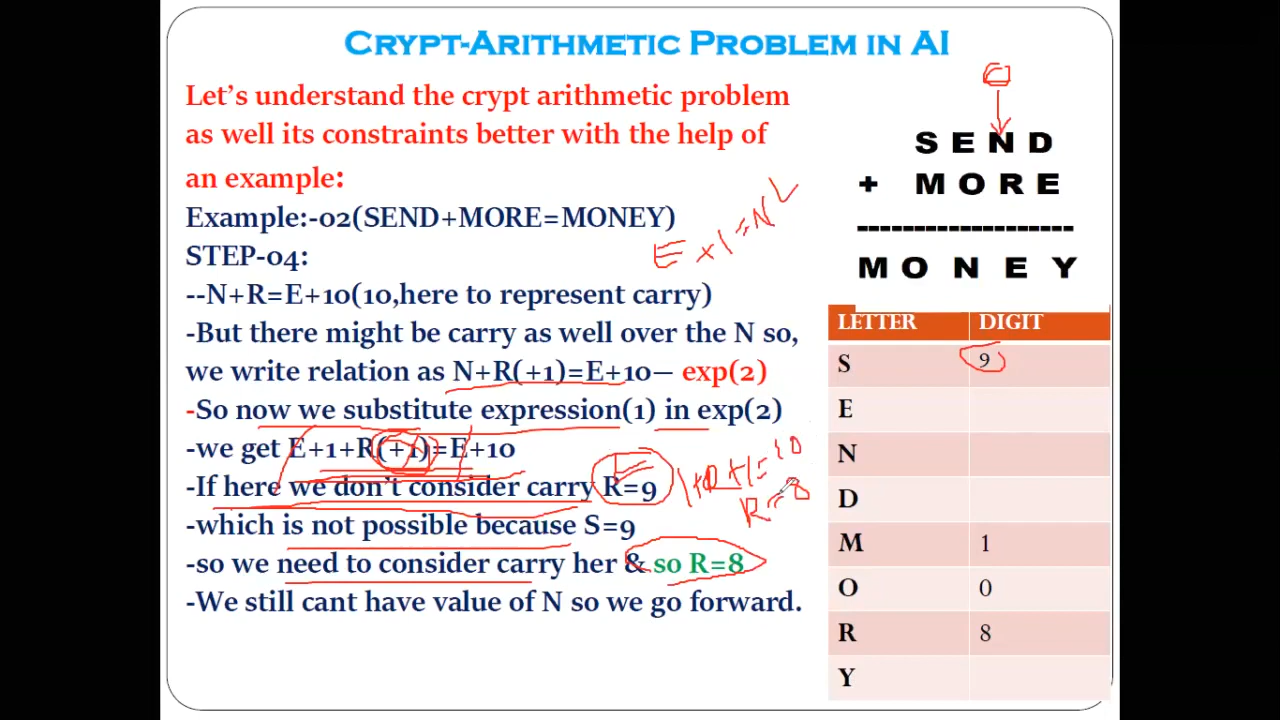 CRYPT-ARITHMETIC PROBLEM IN AI
Let's understand the crypt arithmetic problem
as well its constraints better with the help of
an example:
Example:-02(SEND+MORE=MONEY)
STEP-04:
--N+R=E+10(10,here to represent carry)
-But there might be carry as well over the N so,
we write relation as N+R(+1)=E+10— exp(2)
-So now we substitute expression(1) in exp(2)
-we get E+1+R(+1)=E+10
-If here we don't consider carry R=9
-which is not possible because S=9
-so we need to consider carry her & so R=8
-We still cant have value of N so we go forward.
E+1=N
1+R+1=10
R=8
S E N D
+ M O R E
--------------------
M O N E Y
LETTER DIGIT
S 9
E
N
D
M 1
O 0
R 8
Y